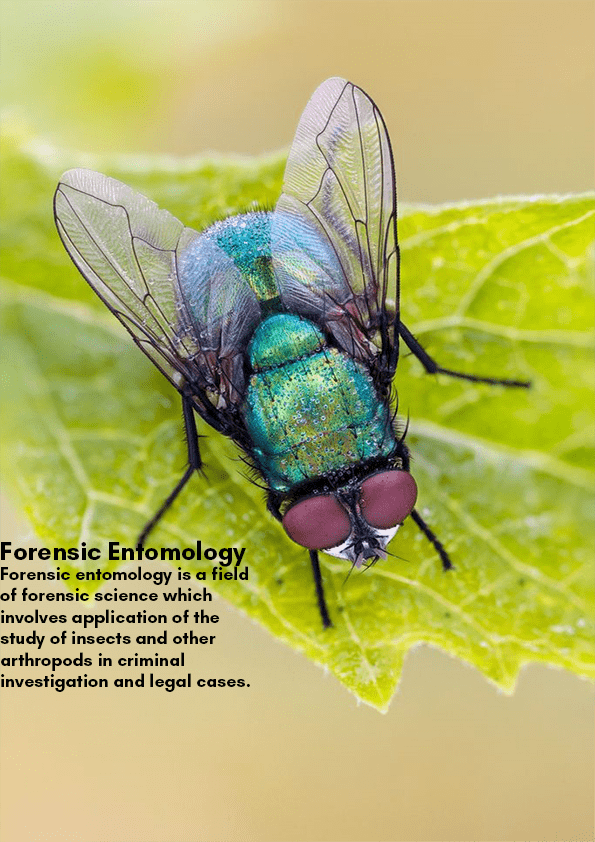 Forensic Entomology
Forensic entomology is a field
of forensic science which
involves application of the
study of insects and other
arthropods in criminal
investigation and legal cases.